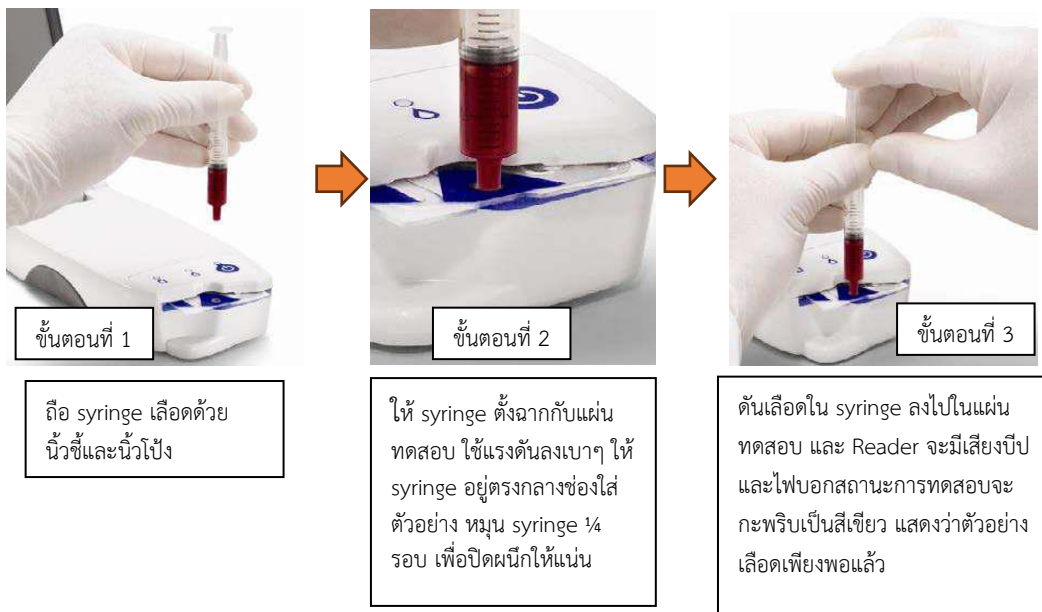 ขั้นตอนที่ 1
ขั้นตอนที่ 2
ขั้นตอนที่ 3
ถือ syringe เลือดด้วย
นิ้วชี้และนิ้วโป้ง
ให้ syringe ตั้งฉากกับแผ่น
ทดสอบ ใช้แรงดันลงเบาๆ ให้
syringe อยู่ตรงกลางช่องใส่
ตัวอย่าง หมุน syringe ¼
รอบ เพื่อปิดผนึกให้แน่น
ดันเลือดใน syringe ลงไปในแผ่น
ทดสอบ และ Reader จะมีเสียงบีป
และไฟบอกสถานะการทดสอบจะ
กะพริบเป็นสีเขียว แสดงว่าตัวอย่าง
เลือดเพียงพอแล้ว